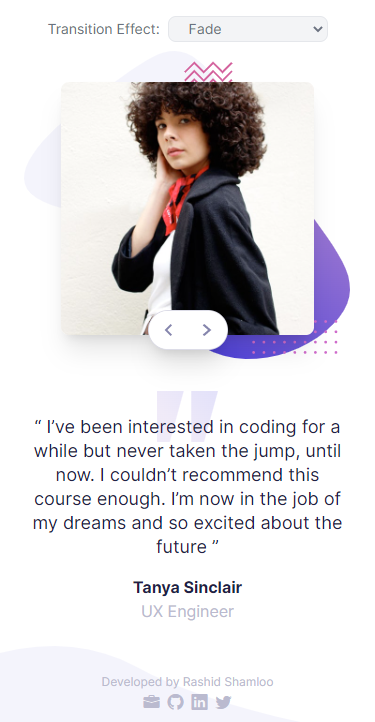 Transition Effect: Fade
“ I’ve been interested in coding for a
while but never taken the jump, until
now. I couldn’t recommend this
course enough. I’m now in the job of
my dreams and so excited about the
future ”
Tanya Sinclair
UX Engineer
Developed by Rashid Shamloo